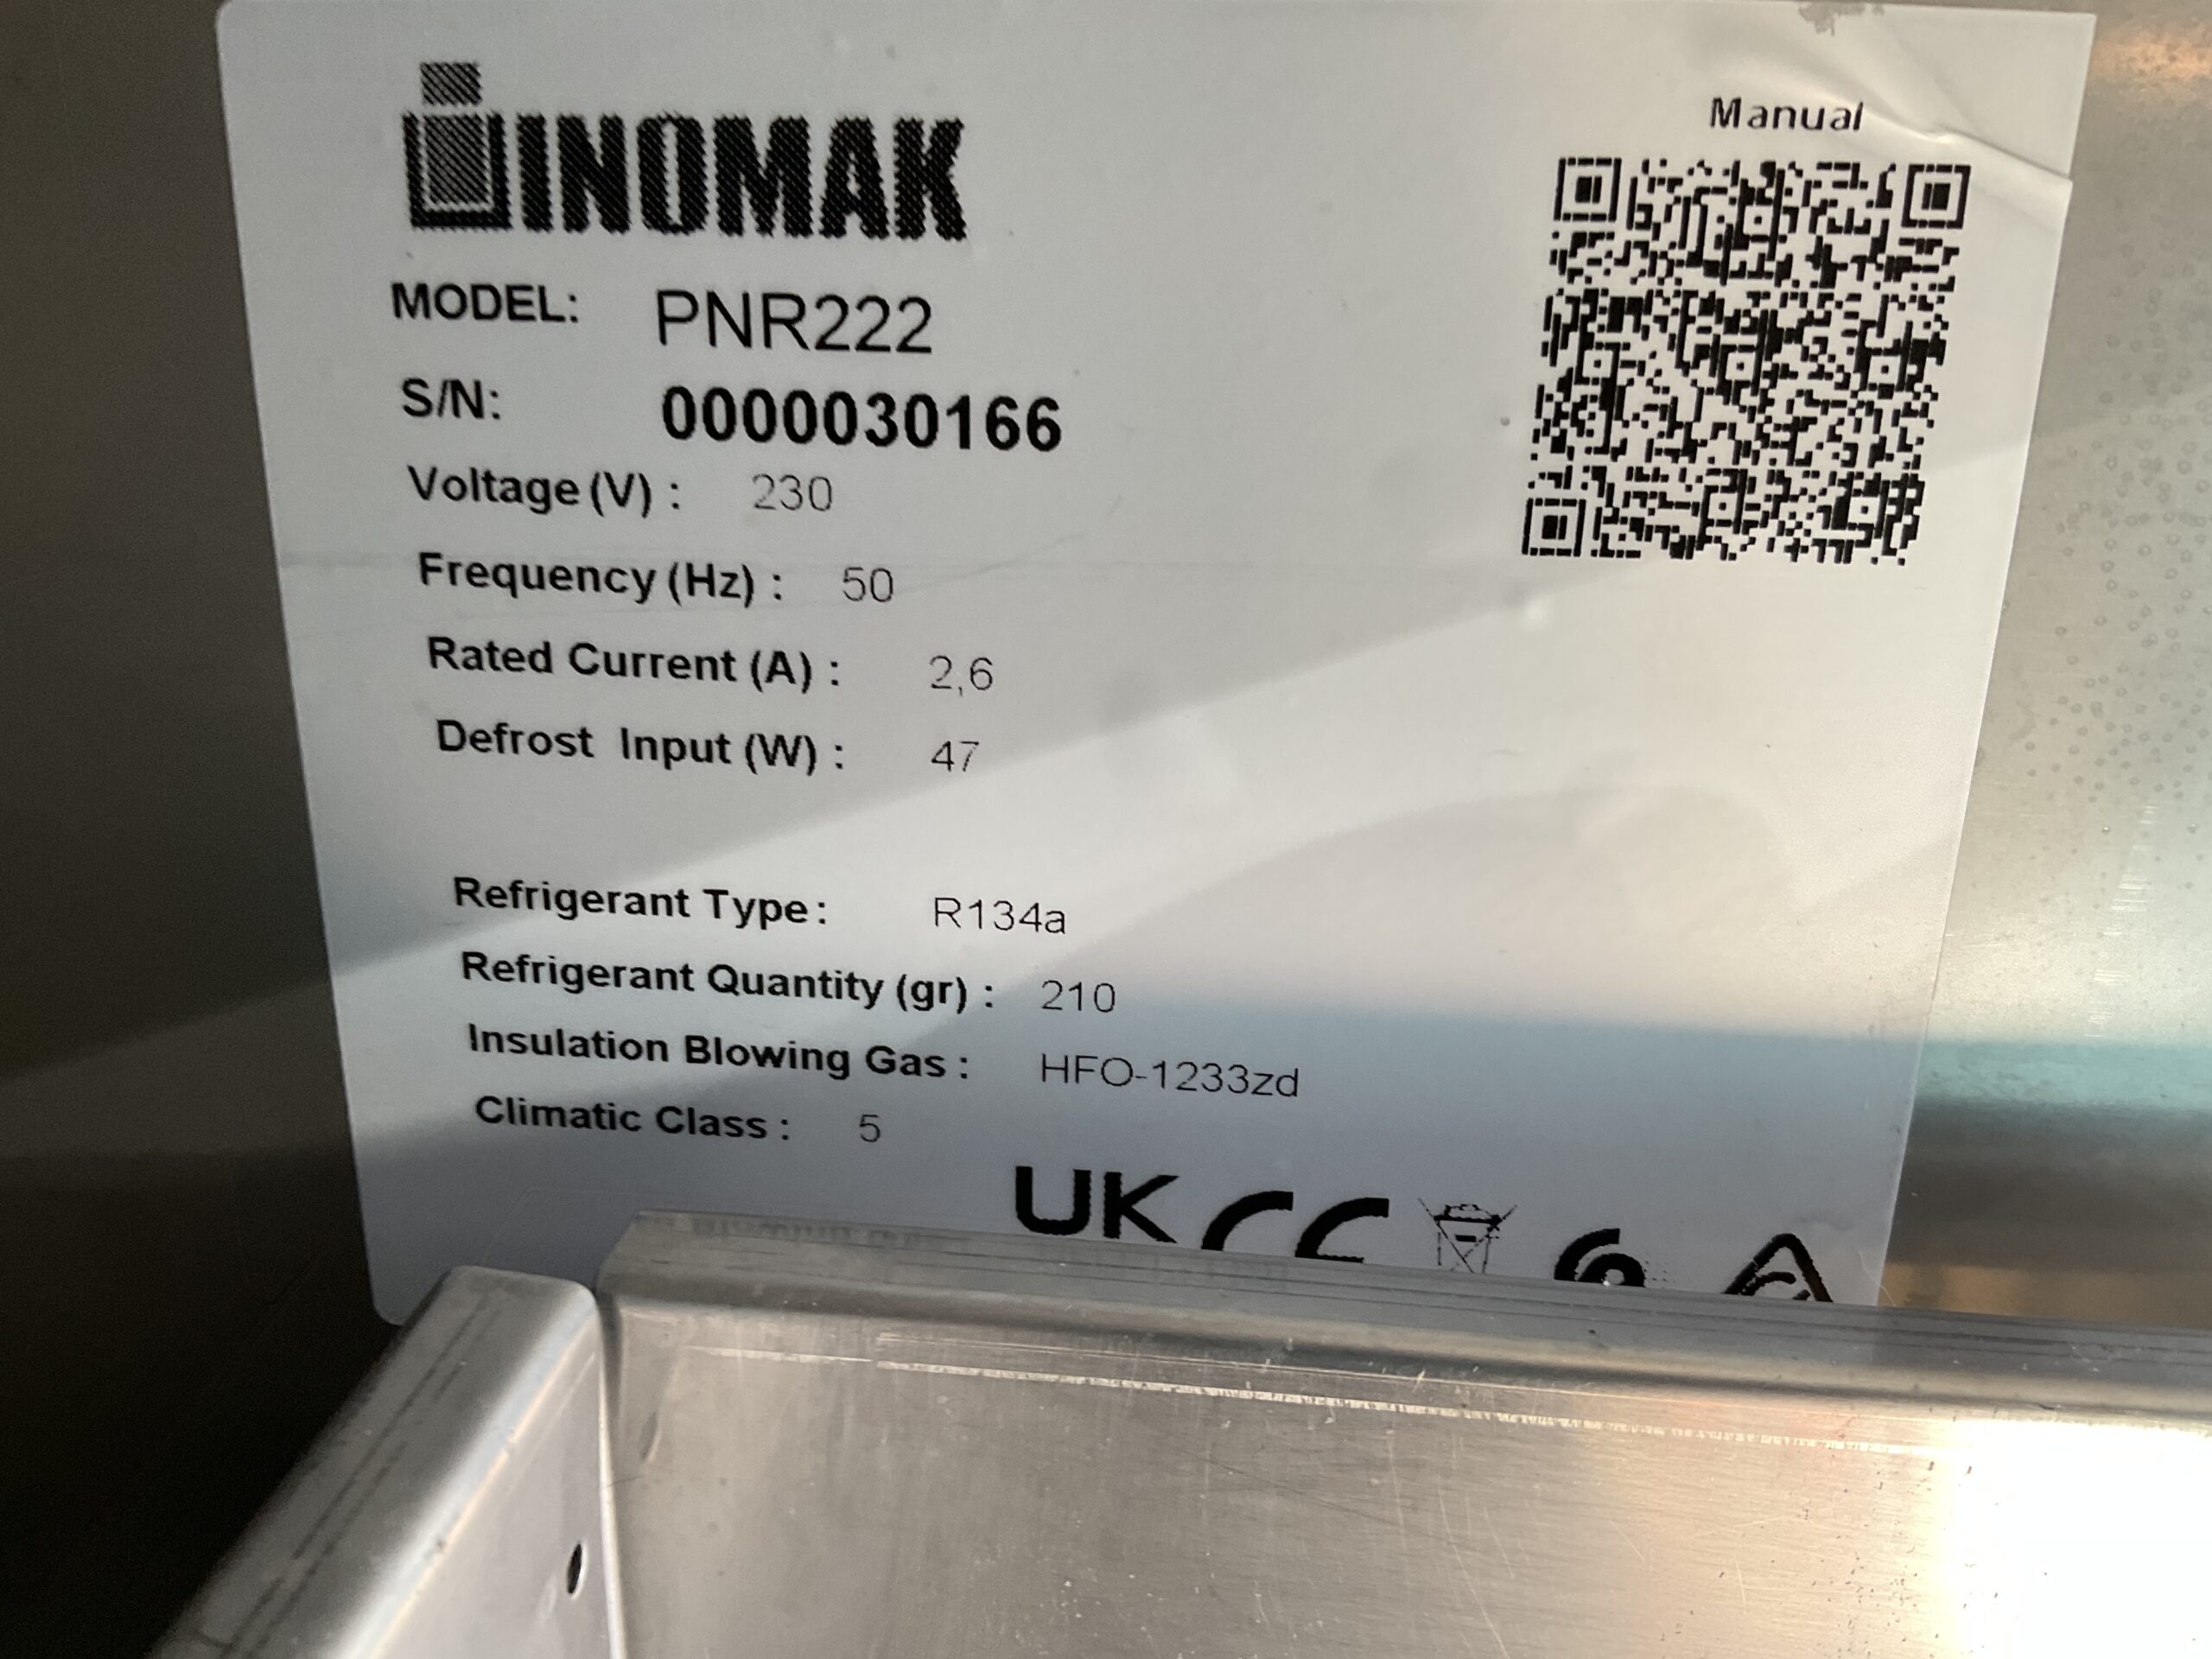 INOMAK
Manual
MODEL: PNR222
S/N: 0000030166
Voltage (V) : 230
Frequency (Hz) : 50
Rated Current (A) : 2,6
Defrost Input (W) : 47
Refrigerant Type : R134a
Refrigerant Quantity (gr) : 210
Insulation Blowing Gas : HFO-1233zd
Climatic Class : 5
UK CE